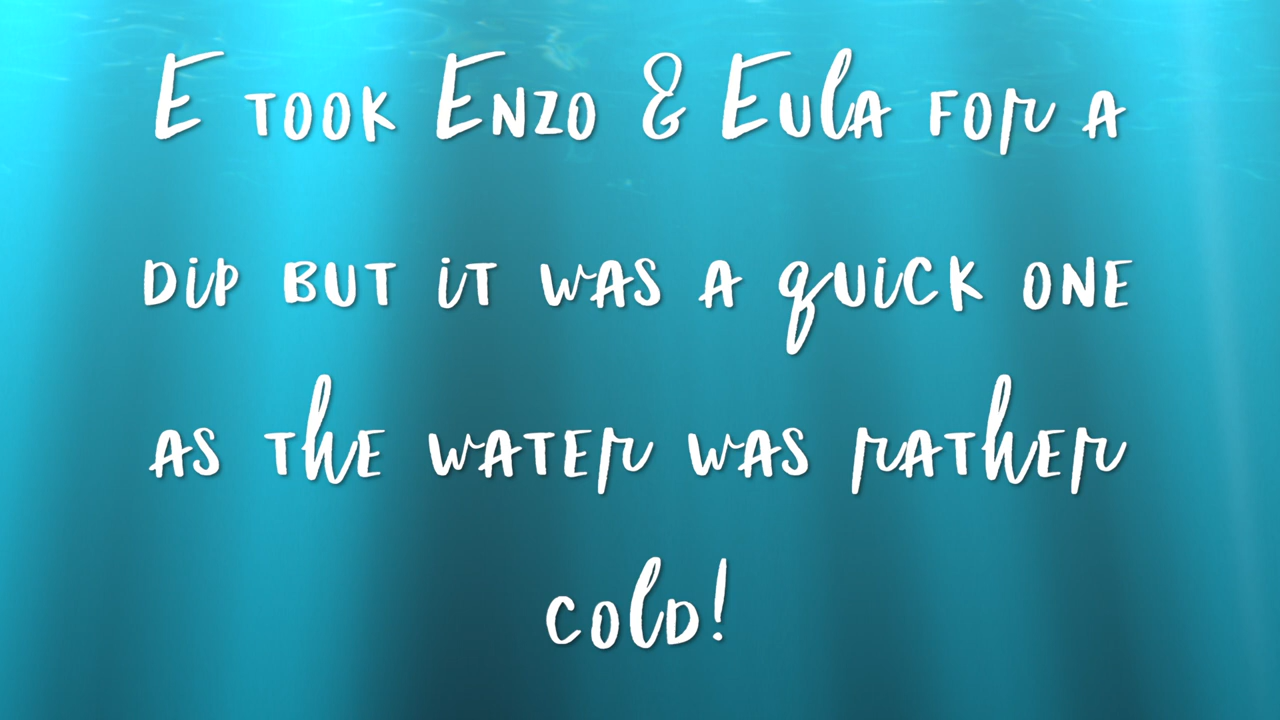 E took Enzo & Eula for a
dip but it was a quick one
as the water was rather
cold!